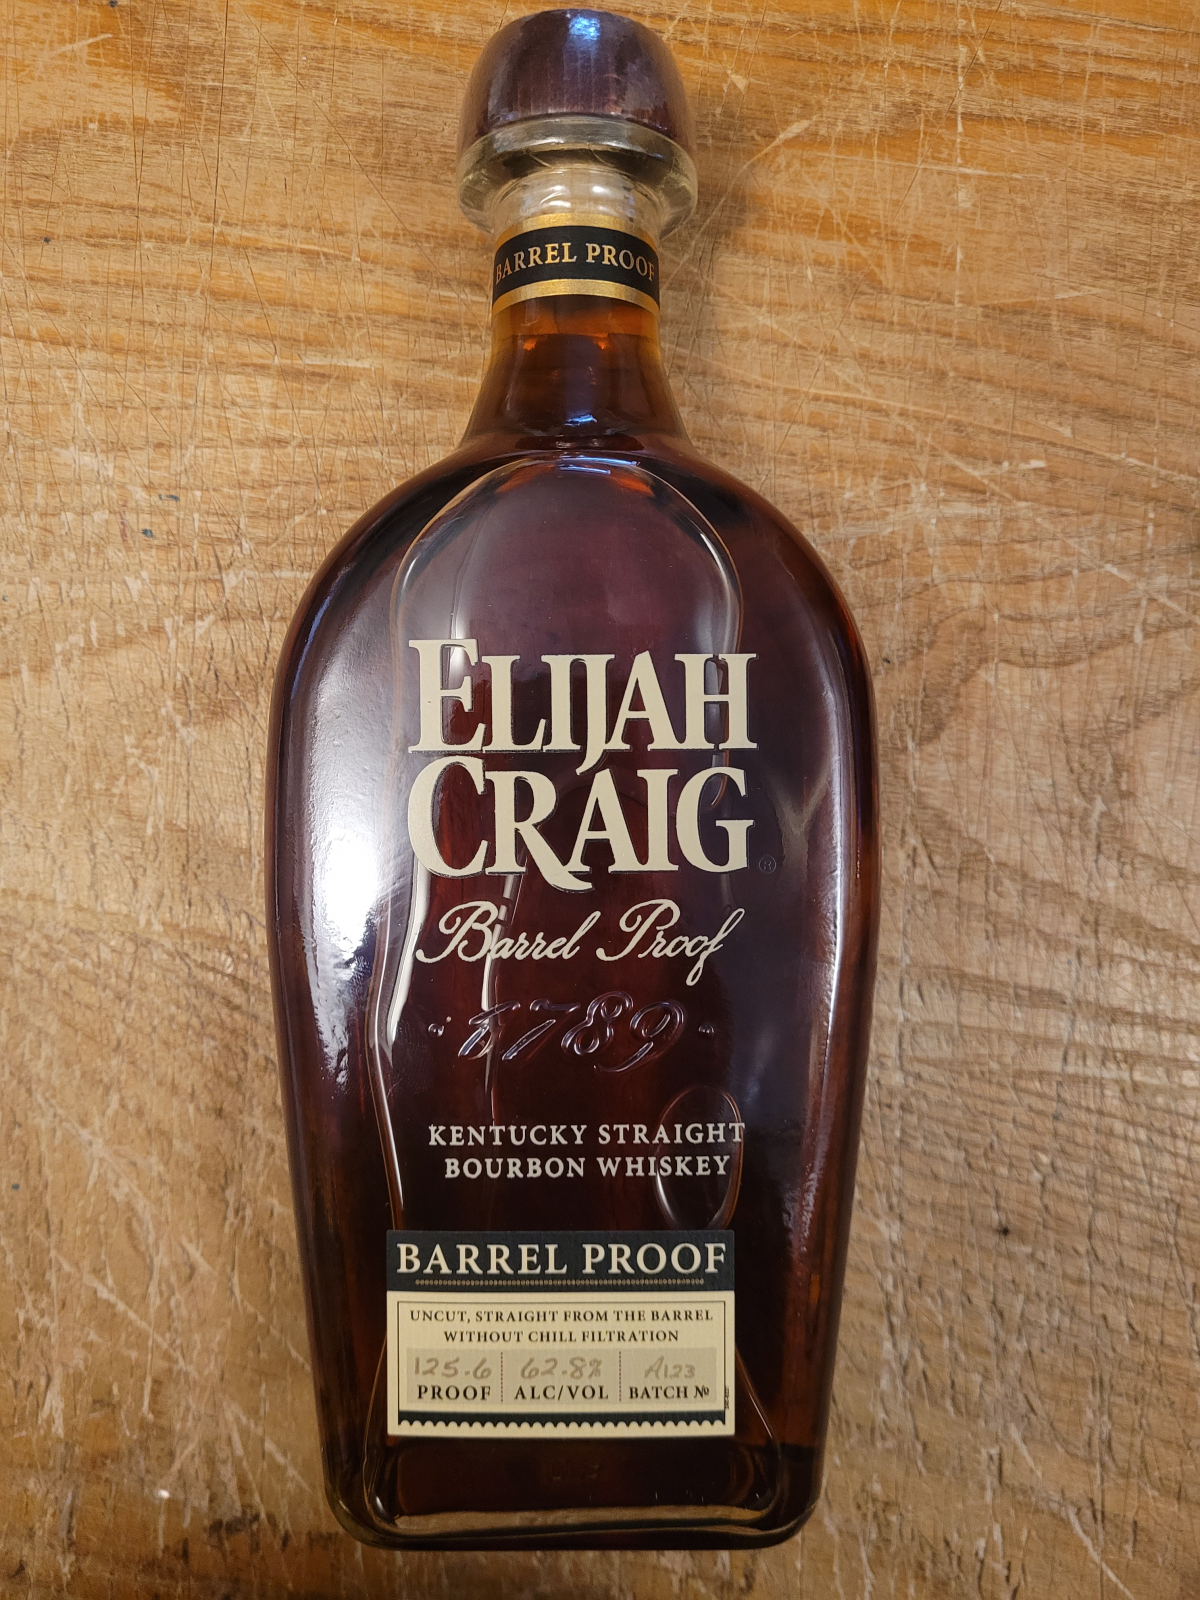 BARREL PROOF
ELIJAH
CRAIG
®
Barrel Proof
·1789·
KENTUCKY STRAIGHT
BOURBON WHISKEY
BARREL PROOF
UNCUT, STRAIGHT FROM THE BARREL
WITHOUT CHILL FILTRATION
125.6 62.8% A123
PROOF ALC/VOL BATCH №